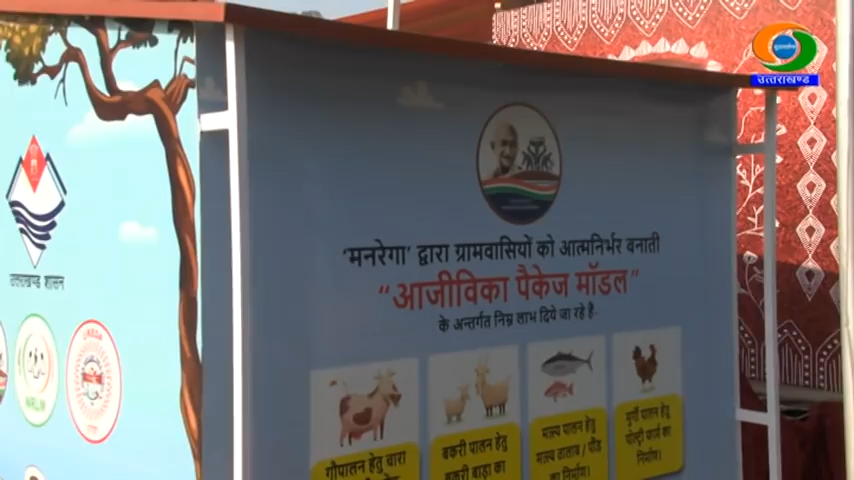 उत्तराखण्ड
उत्तराखण्ड शासन
NRLM
'मनरेगा' द्वारा ग्रामवासियों को आत्मनिर्भर बनाती
"आजीविका पैकेज मॉडल"
के अन्तर्गत निम्न लाभ दिये जा रहे हैं-
गौपालन हेतु चारा
बकरी पालन हेतु
बकरी बाड़ा का
मत्स्य पालन हेतु
मत्स्य तालाब / पौंड
का निर्माण।
मुर्गी पालन हेतु
पोल्ट्री फार्म का
निर्माण।